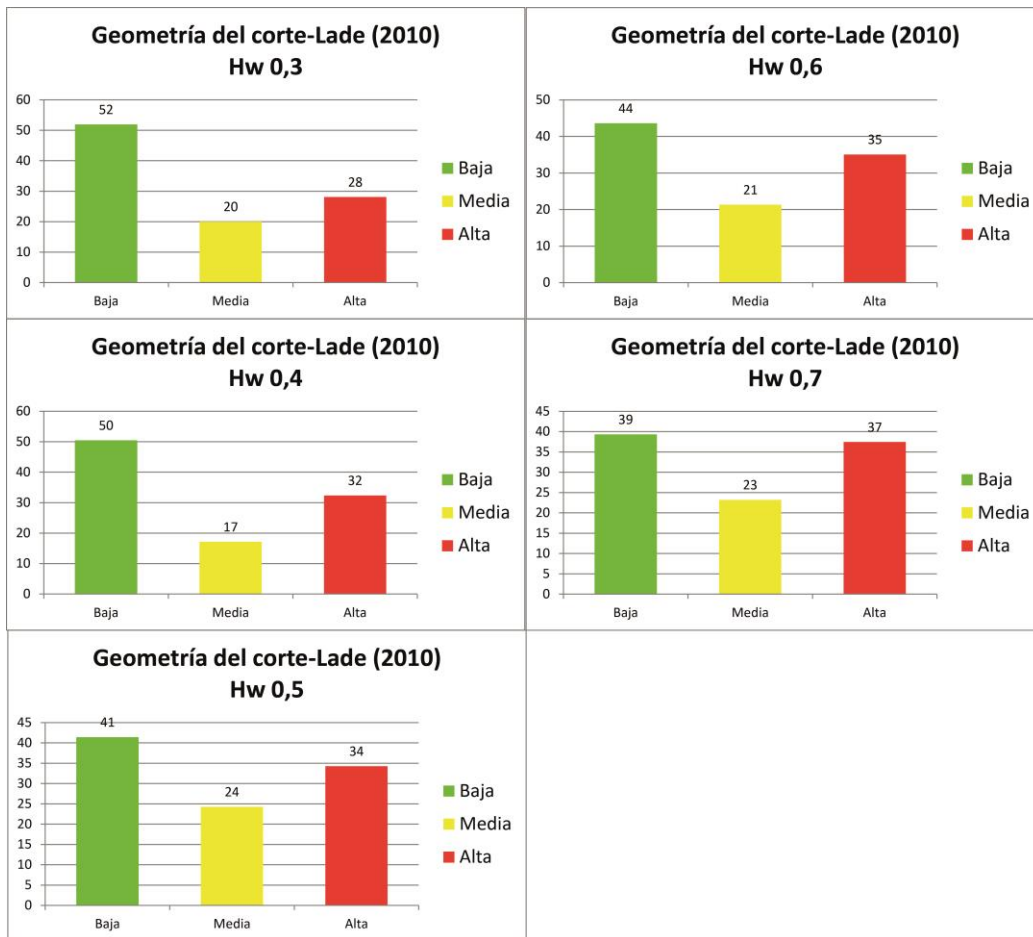 Geometría del corte-Lade (2010)
Hw 0,3
60
50
40
30
20
10
0
52
20
28
Baja
Media
Alta
Baja
Media
Alta
Geometría del corte-Lade (2010)
Hw 0,6
50
40
30
20
10
0
44
21
35
Baja
Media
Alta
Baja
Media
Alta
Geometría del corte-Lade (2010)
Hw 0,4
60
50
40
30
20
10
0
50
17
32
Baja
Media
Alta
Baja
Media
Alta
Geometría del corte-Lade (2010)
Hw 0,7
45
40
35
30
25
20
15
10
5
0
39
23
37
Baja
Media
Alta
Baja
Media
Alta
Geometría del corte-Lade (2010)
Hw 0,5
45
40
35
30
25
20
15
10
5
0
41
24
34
Baja
Media
Alta
Baja
Media
Alta